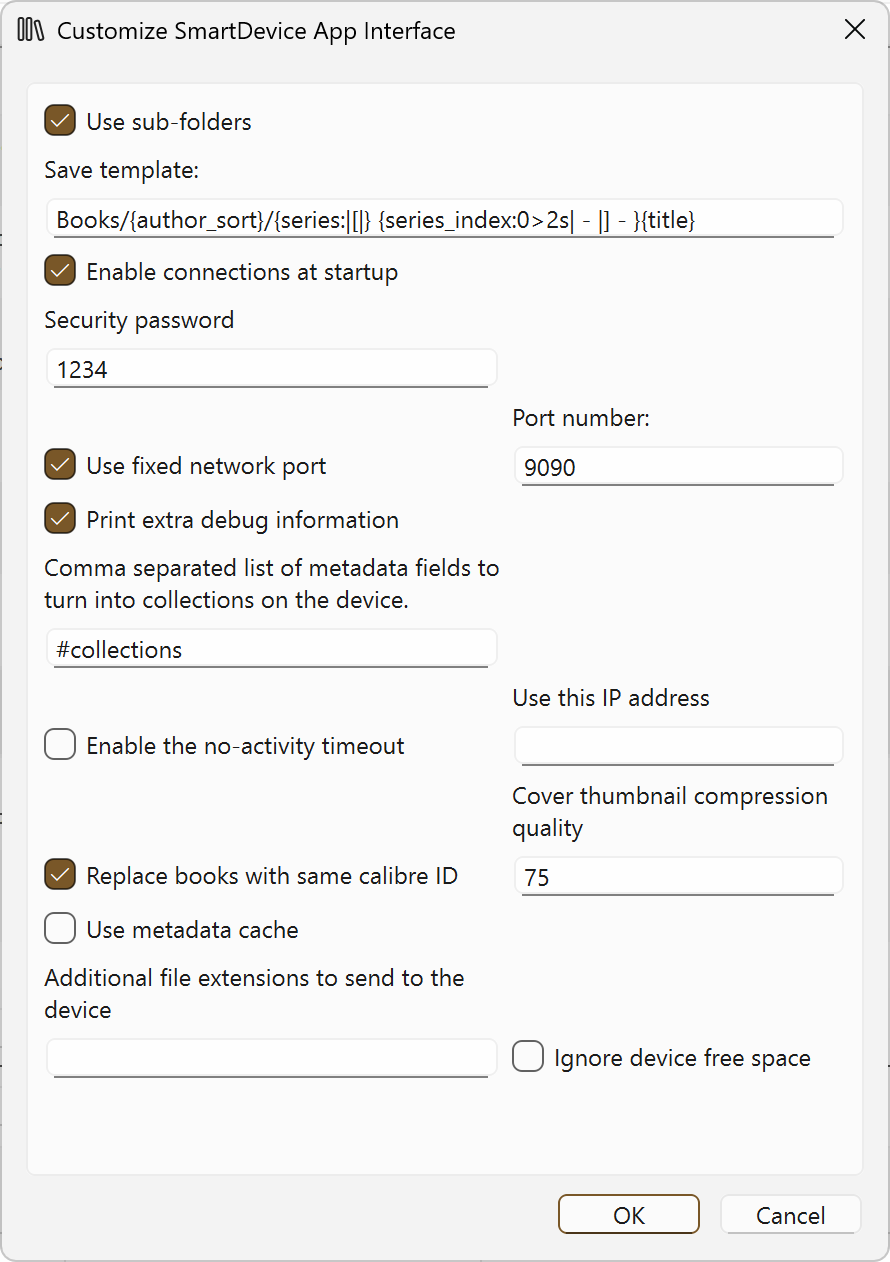 Customize SmartDevice App Interface
Use sub-folders
Save template:
Books/{author_sort}/{series:|[|} {series_index:0>2s| - |] - }{title}
Enable connections at startup
Security password
1234
Port number:
Use fixed network port
9090
Print extra debug information
Comma separated list of metadata fields to
turn into collections on the device.
#collections
Use this IP address
Enable the no-activity timeout
Cover thumbnail compression
quality
Replace books with same calibre ID
75
Use metadata cache
Additional file extensions to send to the
device
Ignore device free space
OK
Cancel